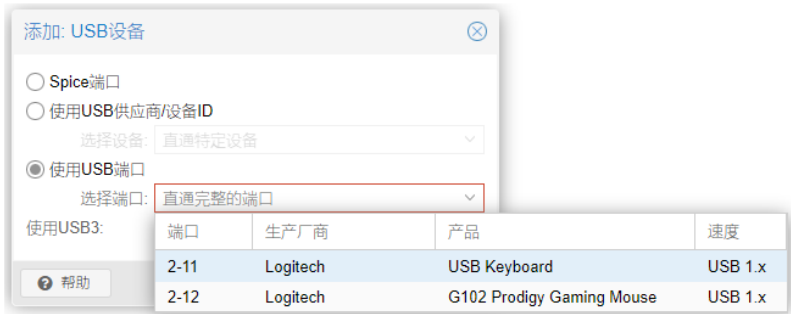 添加: USB设备
Spice端口
使用USB供应商/设备ID
选择设备: 直通特定设备
使用USB端口
选择端口: 直通完整的端口
使用USB3:
端口 生产厂商 产品 速度
2-11 Logitech USB Keyboard USB 1.x
2-12 Logitech G102 Prodigy Gaming Mouse USB 1.x
帮助